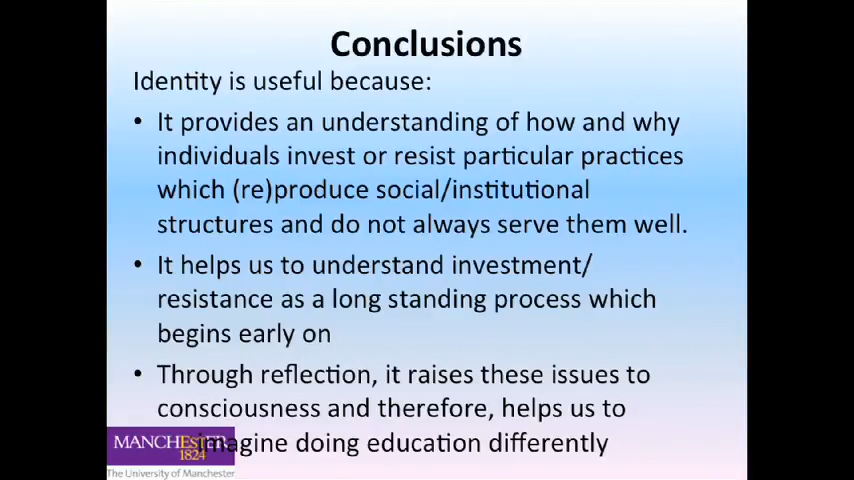 Conclusions
Identity is useful because:
• It provides an understanding of how and why
individuals invest or resist particular practices
which (re)produce social/institutional
structures and do not always serve them well.
• It helps us to understand investment/
resistance as a long standing process which
begins early on
• Through reflection, it raises these issues to
consciousness and therefore, helps us to
imagine doing education differently
MANCHESTER
1824
The University of Manchester